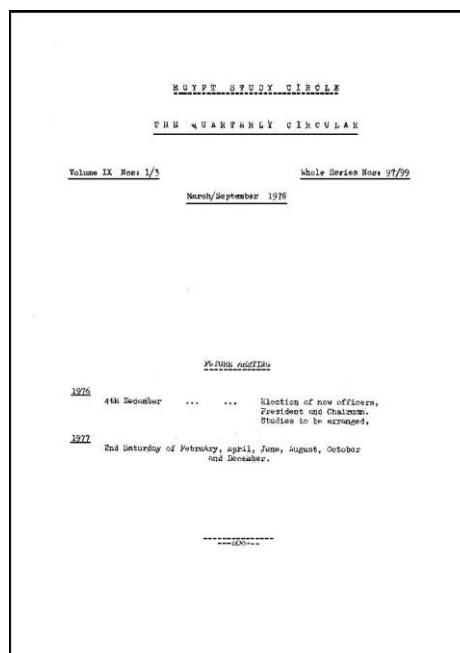 EGYPT STUDY CIRCLE
THE QUARTERLY CIRCULAR
Volume IX Nos: 1/3 Whole Series Nos: 97/99
March/September 1976
FUTURE MEETING
1976
4th December ... ... Election of new officers,
President and Chairman.
Studies to be arranged.
1977
2nd Saturday of February, April, June, August, October
and December.
---oOo---